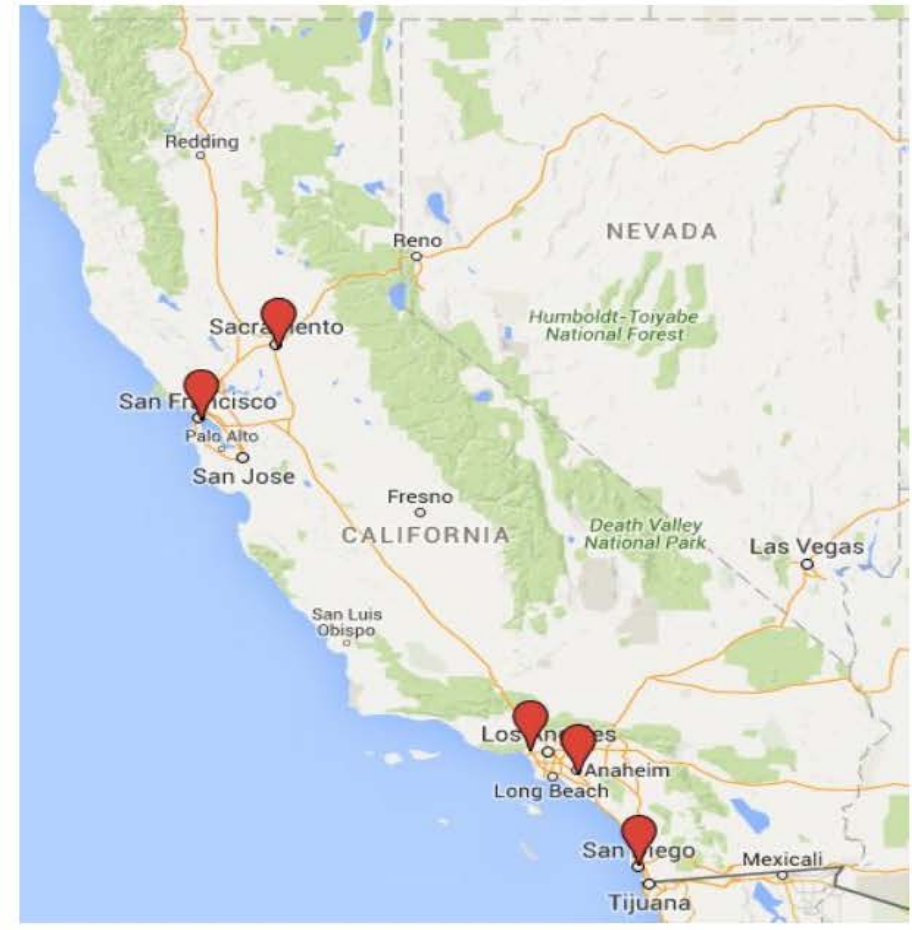 Redding
Reno
NEVADA
Sacramento
Humboldt-Toiyabe
National Forest
San Francisco
Palo Alto
San Jose
Fresno
CALIFORNIA
Death Valley
National Park
Las Vegas
San Luis
Obispo
Los Angeles
Anaheim
Long Beach
San Diego
Mexicali
Tijuana